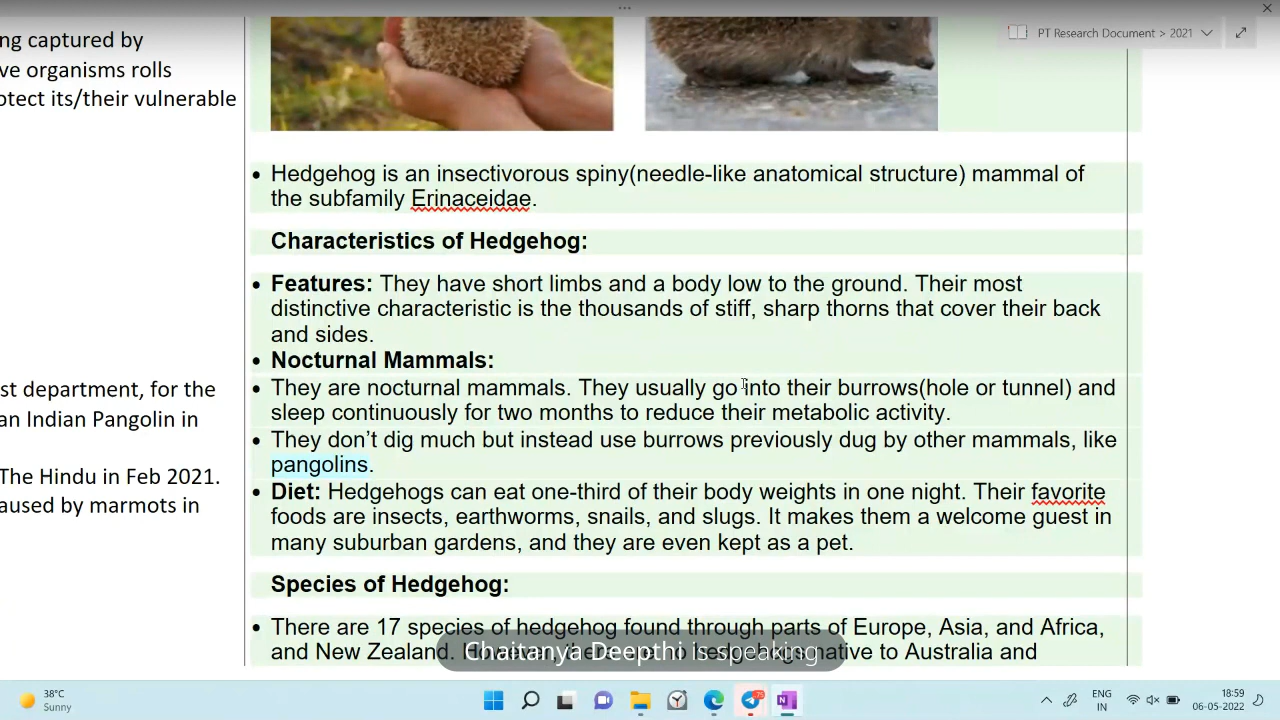 PT Research Document > 2021
ng captured by
ve organisms rolls
otect its/their vulnerable
st department, for the
an Indian Pangolin in
The Hindu in Feb 2021.
aused by marmots in
• Hedgehog is an insectivorous spiny(needle-like anatomical structure) mammal of
the subfamily Erinaceidae.
Characteristics of Hedgehog:
• Features: They have short limbs and a body low to the ground. Their most
distinctive characteristic is the thousands of stiff, sharp thorns that cover their back
and sides.
• Nocturnal Mammals:
• They are nocturnal mammals. They usually go into their burrows(hole or tunnel) and
sleep continuously for two months to reduce their metabolic activity.
• They don’t dig much but instead use burrows previously dug by other mammals, like
pangolins.
• Diet: Hedgehogs can eat one-third of their body weights in one night. Their favorite
foods are insects, earthworms, snails, and slugs. It makes them a welcome guest in
many suburban gardens, and they are even kept as a pet.
Species of Hedgehog:
• There are 17 species of hedgehog found through parts of Europe, Asia, and Africa,
and New Zealand. native to Australia and
Chaitanya Deepthi is speaking
38°C
Sunny
75
ENG
IN
18:59
06-05-2022